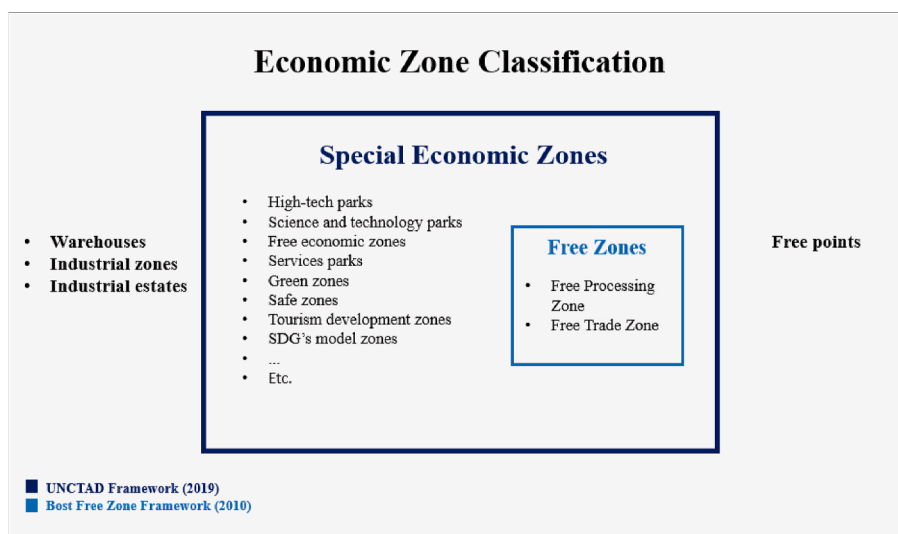 Economic Zone Classification
Special Economic Zones
• High-tech parks
• Science and technology parks
• Free economic zones
• Services parks
• Green zones
• Safe zones
• Tourism development zones
• SDG's model zones
• ...
• Etc.
Free Zones
• Free Processing
Zone
• Free Trade Zone
• Warehouses
• Industrial zones
• Industrial estates
Free points
UNCTAD Framework (2019)
Bost Free Zone Framework (2010)